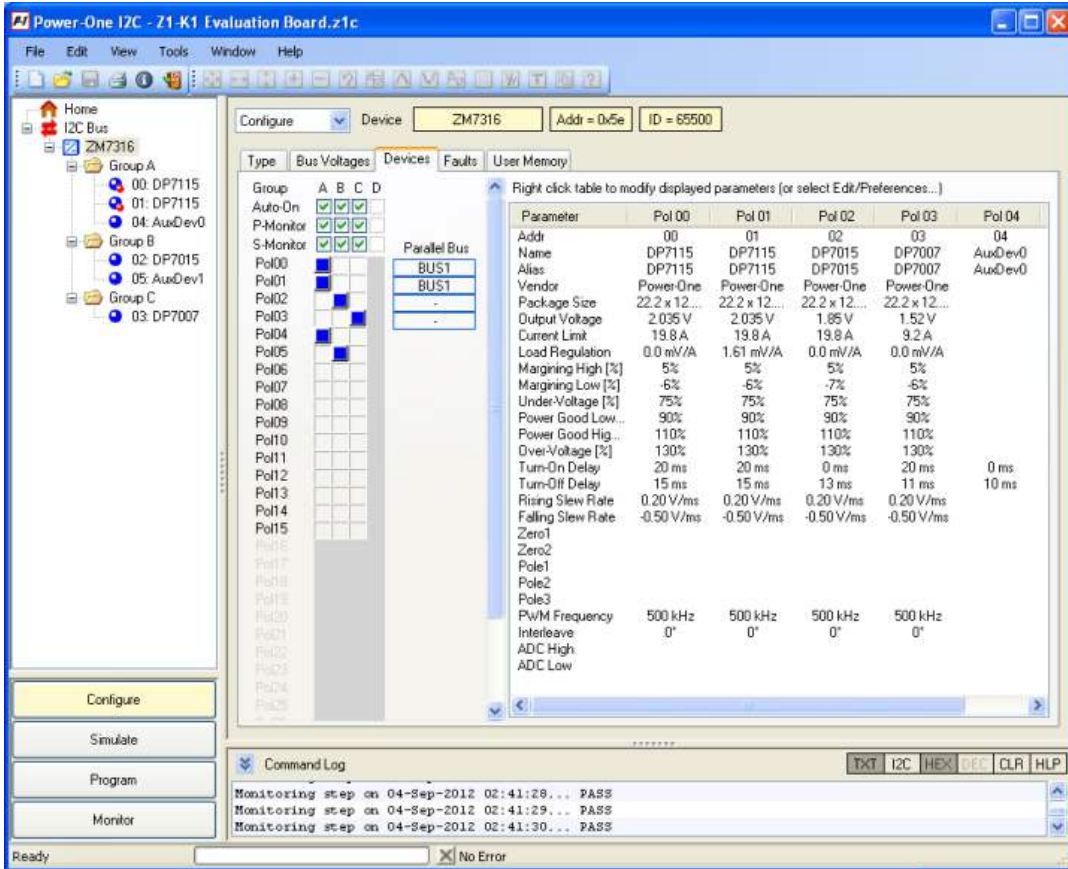 Power-One I2C - Z1-K1 Evaluation Board.z1c
File Edit View Tools Window Help
Home
I2C Bus
ZM7316
Group A
00: DP7115
01: DP7115
04: AuxDev0
Group B
02: DP7015
05: AuxDev1
Group C
03: DP7007
Configure
Simulate
Program
Monitor
Configure Device ZM7316 Addr = 0x5e ID = 65500
Type Bus Voltages Devices Faults User Memory
Group A B C D
Auto-On
P-Monitor
S-Monitor Parallel Bus
Pol00 BUS1
Pol01 BUS1
Pol02 -
Pol03 -
Pol04
Pol05
Pol06
Pol07
Pol08
Pol09
Pol10
Pol11
Pol12
Pol13
Pol14
Pol15
Pol16
Pol17
Pol18
Pol19
Pol20
Pol21
Pol22
Pol23
Pol24
Pol25
Right click table to modify displayed parameters (or select Edit/Preferences...)
Parameter Pol 00 Pol 01 Pol 02 Pol 03 Pol 04
Addr 00 01 02 03 04
Name DP7115 DP7115 DP7015 DP7007 AuxDev0
Alias DP7115 DP7115 DP7015 DP7007 AuxDev0
Vendor Power-One Power-One Power-One Power-One
Package Size 22.2 x 12.... 22.2 x 12.... 22.2 x 12.... 22.2 x 12....
Output Voltage 2.035 V 2.035 V 1.85 V 1.52 V
Current Limit 19.8 A 19.8 A 19.8 A 9.2 A
Load Regulation 0.0 mV/A 1.61 mV/A 0.0 mV/A 0.0 mV/A
Margining High [%] 5% 5% 5% 5%
Margining Low [%] -6% -6% -7% -6%
Under-Voltage [%] 75% 75% 75% 75%
Power Good Low... 90% 90% 90% 90%
Power Good Hig... 110% 110% 110% 110%
Over-Voltage [%] 130% 130% 130% 130%
Turn-On Delay 20 ms 20 ms 0 ms 20 ms 0 ms
Turn-Off Delay 15 ms 15 ms 13 ms 11 ms 10 ms
Rising Slew Rate 0.20 V/ms 0.20 V/ms 0.20 V/ms 0.20 V/ms
Falling Slew Rate -0.50 V/ms -0.50 V/ms -0.50 V/ms -0.50 V/ms
Zero1
Zero2
Pole1
Pole2
Pole3
PWM Frequency 500 kHz 500 kHz 500 kHz 500 kHz
Interleave 0° 0° 0° 0°
ADC High
ADC Low
Command Log TXT I2C HEX DEC CLR HLP
Monitoring step on 04-Sep-2012 02:41:28... PASS
Monitoring step on 04-Sep-2012 02:41:29... PASS
Monitoring step on 04-Sep-2012 02:41:30... PASS
Ready No Error